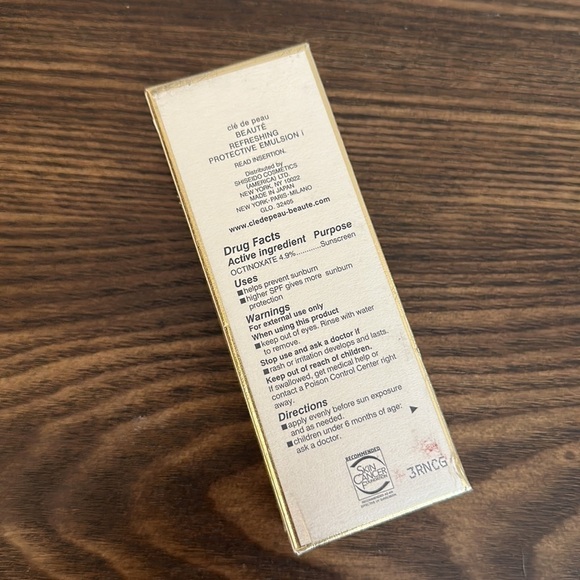 clé de peau
BEAUTÉ
REFRESHING
PROTECTIVE EMULSION I
READ INSERTION.
Distributed by
SHISEIDO COSMETICS
(AMERICA) LTD.
NEW YORK, NY 10022
MADE IN JAPAN
NEW YORK-PARIS-MILANO
GLO. 32405
www.cledepeau-beaute.com
Drug Facts
Active ingredient Purpose
OCTINOXATE 4.9%...........Sunscreen
Uses
■helps prevent sunburn
■higher SPF gives more sunburn
protection
Warnings
For external use only
When using this product
■keep out of eyes. Rinse with water
to remove.
Stop use and ask a doctor if
■rash or irritation develops and lasts.
Keep out of reach of children.
If swallowed, get medical help or
contact a Poison Control Center right
away.
Directions
■apply evenly before sun exposure
and as needed.
■children under 6 months of age:
ask a doctor.
RECOMMENDED
SKIN
CANCER
FOUNDATION
3RNCG